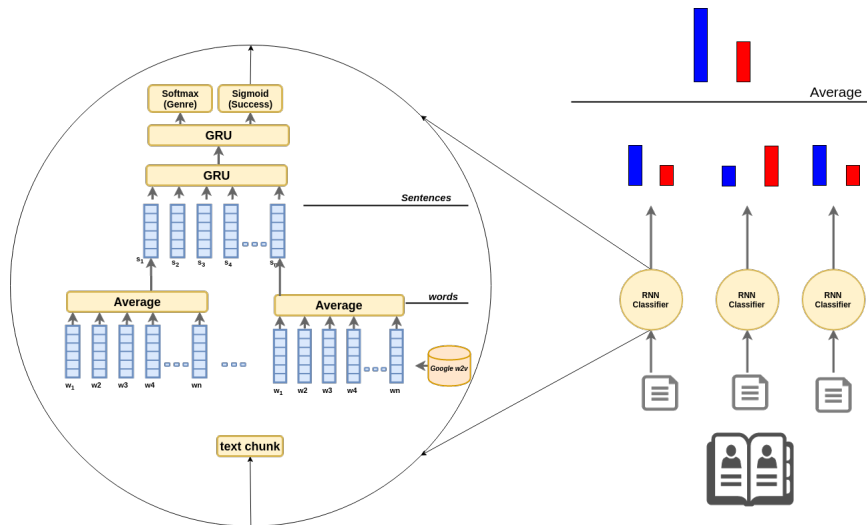 Softmax
(Genre)
Sigmoid
(Success)
GRU
GRU
Sentences
s1
s2
s3
s4
Average
Average
words
w1
w2
w3
w4
wn
w1
w2
w3
w4
wn
Google w2v
text chunk
Average
RNN
Classifier
RNN
Classifier
RNN
Classifier